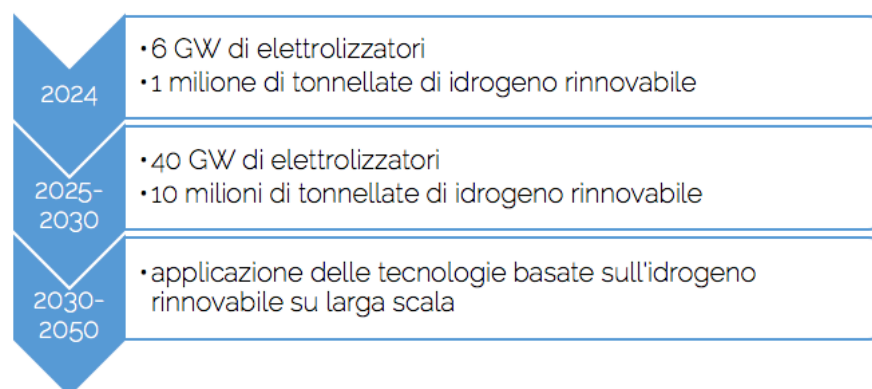 2024
•6 GW di elettrolizzatori
•1 milione di tonnellate di idrogeno rinnovabile
2025-
2030
•40 GW di elettrolizzatori
•10 milioni di tonnellate di idrogeno rinnovabile
2030-
2050
•applicazione delle tecnologie basate sull'idrogeno
rinnovabile su larga scala